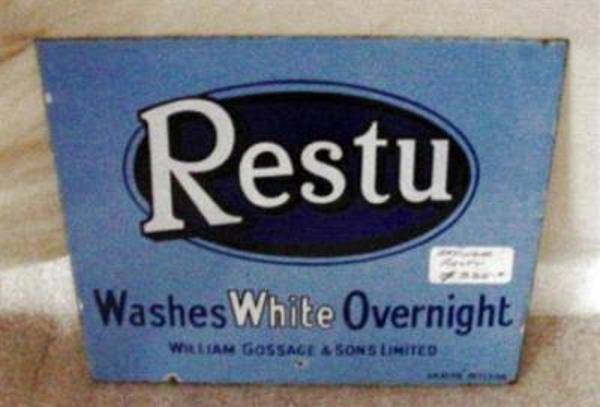 Restu
Washes White Overnight
WILLIAM GOSSAGE & SONS LIMITED